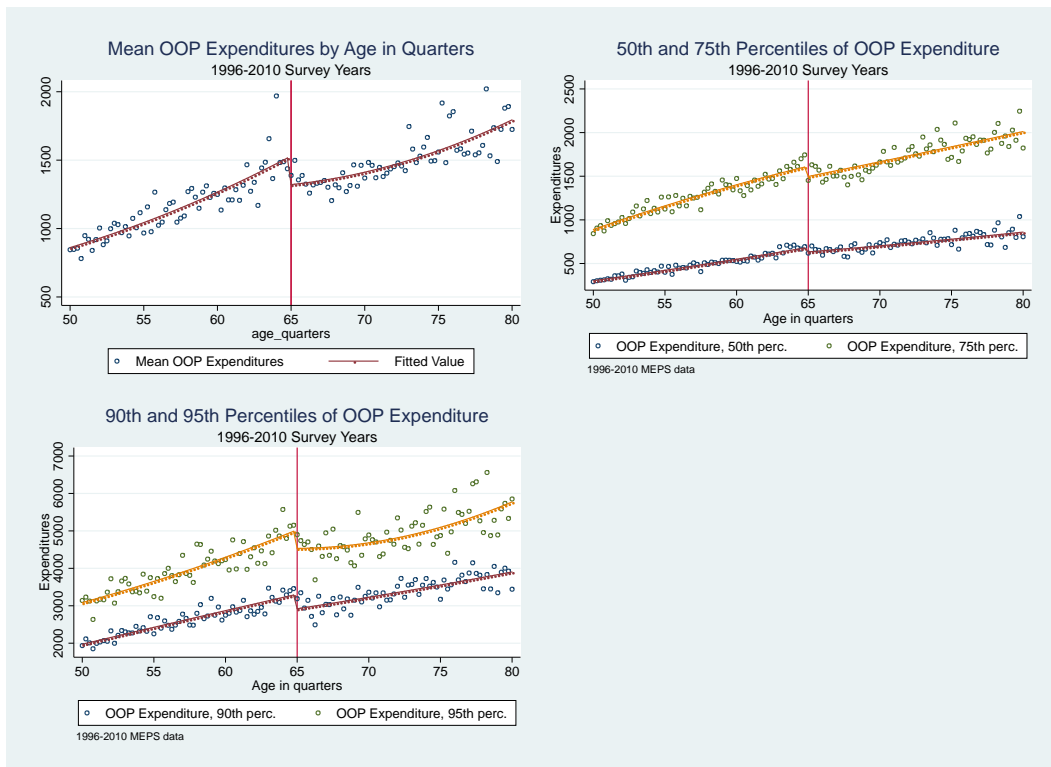 Mean OOP Expenditures by Age in Quarters
1996-2010 Survey Years
2000
1500
1000
500
50 55 60 65 70 75 80
age_quarters
Mean OOP Expenditures Fitted Value
50th and 75th Percentiles of OOP Expenditure
1996-2010 Survey Years
Expenditures
2500
2000
1500
1000
500
50 55 60 65 70 75 80
Age in quarters
OOP Expenditure, 50th perc. OOP Expenditure, 75th perc.
1996-2010 MEPS data
90th and 95th Percentiles of OOP Expenditure
1996-2010 Survey Years
Expenditures
7000
6000
5000
4000
3000
2000
50 55 60 65 70 75 80
Age in quarters
OOP Expenditure, 90th perc. OOP Expenditure, 95th perc.
1996-2010 MEPS data